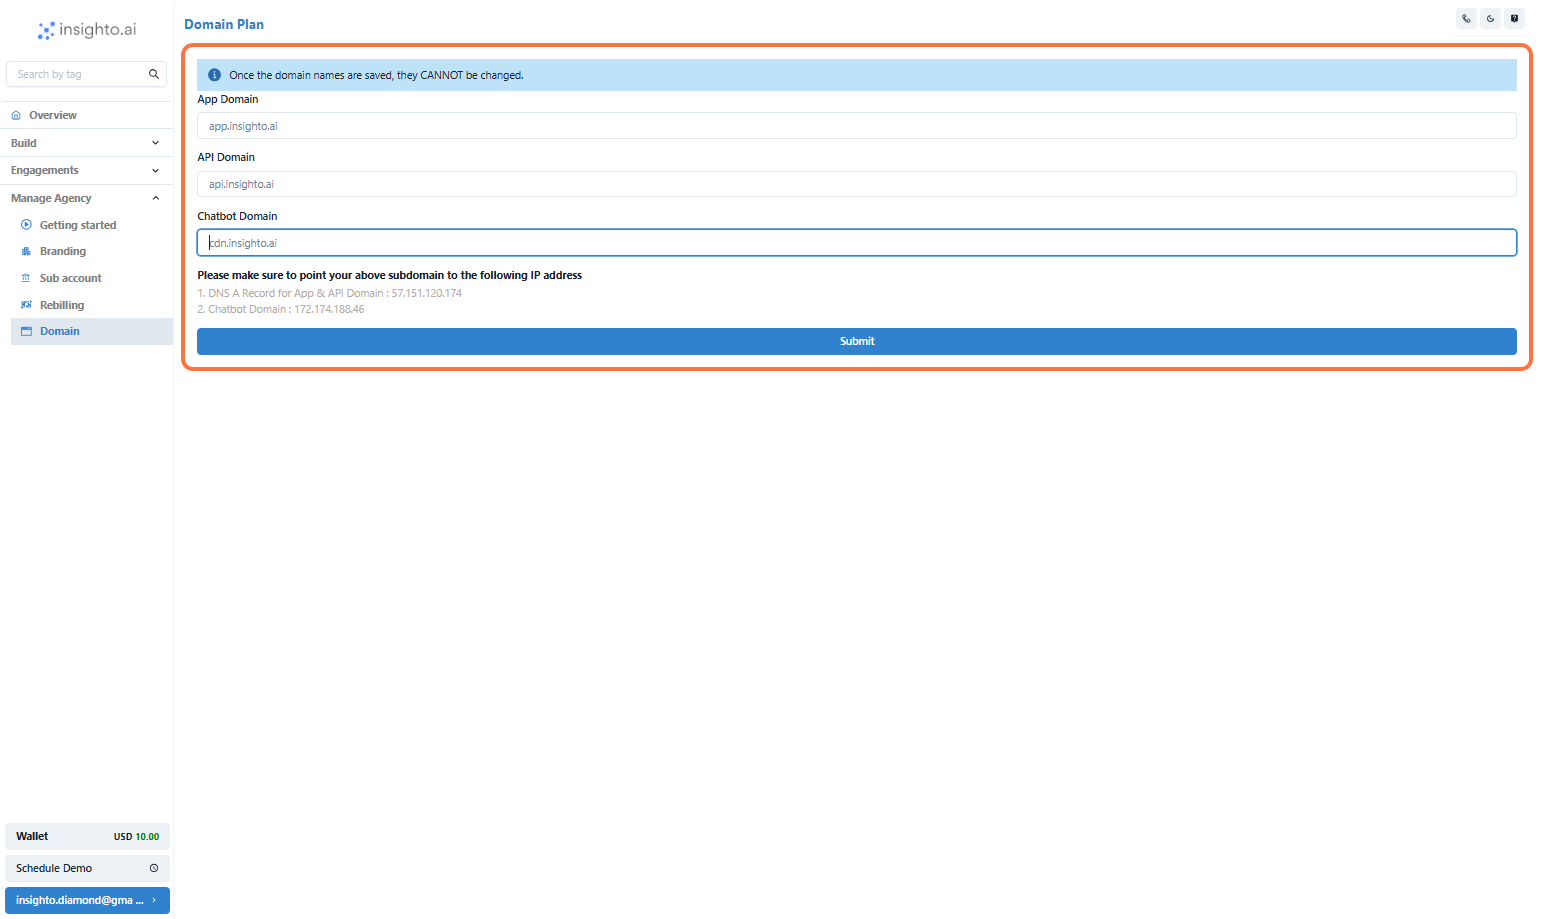 insighto.ai
Search by tag
Overview
Build
Engagements
Manage Agency
Getting started
Branding
Sub account
Rebilling
Domain
Wallet USD 10.00
Schedule Demo
insighto.diamond@gma ...
Domain Plan
Once the domain names are saved, they CANNOT be changed.
App Domain
app.insighto.ai
API Domain
api.insighto.ai
Chatbot Domain
cdn.insighto.ai
Please make sure to point your above subdomain to the following IP address
1. DNS A Record for App & API Domain : 57.151.120.174
2. Chatbot Domain : 172.174.188.46
Submit